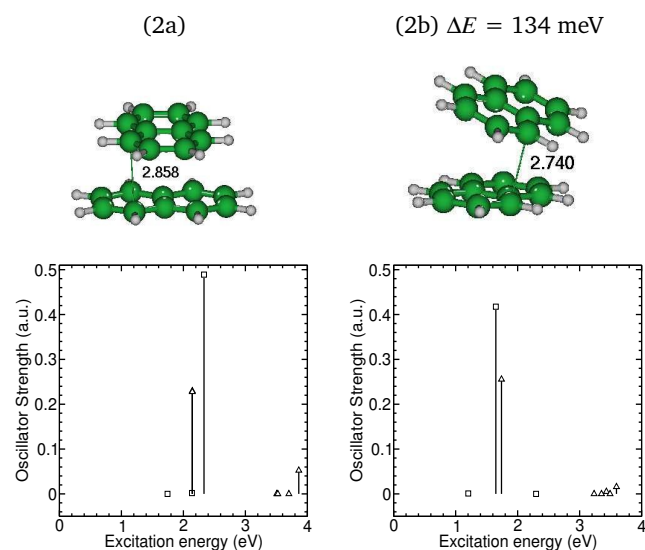 (2a)
(2b) ΔE = 134 meV
2.858
2.740
0.5
0.4
0.3
0.2
0.1
0
Oscillator Strength (a.u.)
0 1 2 3 4
Excitation energy (eV)
0.5
0.4
0.3
0.2
0.1
0
Oscillator Strength (a.u.)
0 1 2 3 4
Excitation energy (eV)